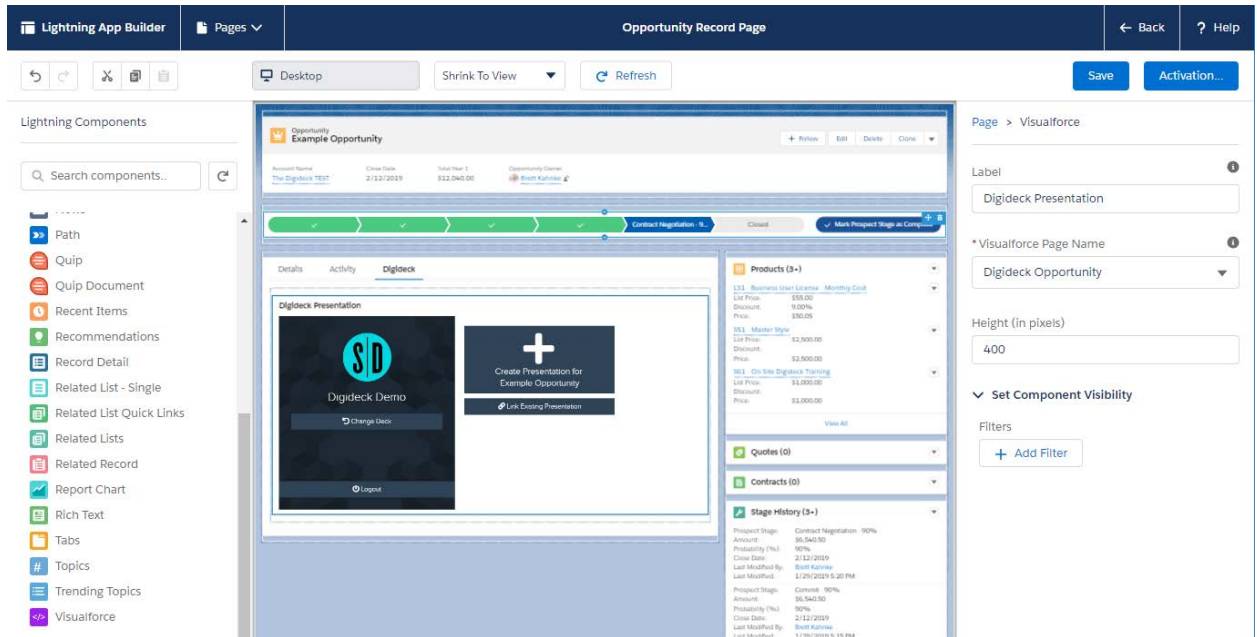 Lightning App Builder
Pages
Opportunity Record Page
Back
? Help
Desktop
Shrink To View
Refresh
Save
Activation...
Lightning Components
Search components..
Path
Quip
Quip Document
Recent Items
Recommendations
Record Detail
Related List - Single
Related List Quick Links
Related Lists
Related Record
Report Chart
Rich Text
Tabs
# Topics
Trending Topics
Visualforce
Opportunity
Example Opportunity
+ Follow Edit Delete Clone
Account Name Close Date Total Year 1 Opportunity Owner
The Digideck TEST 2/12/2019 $12,040.00 Brett Kahnke
Contract Negotiation - 9... Closed Mark Prospect Stage as Complete
Details Activity Digideck
Digideck Presentation
S D
Digideck Demo
Change Deck
Logout
Create Presentation for
Example Opportunity
Link Existing Presentation
Products (3+)
L31 Business User License Monthly Cost
List Price: $55.00
Discount: 9.00%
Price: $50.05
SS1 Master Style
List Price: $2,500.00
Discount:
Price: $2,500.00
On Site Digideck Training
List Price: $1,000.00
Discount:
Price: $1,000.00
View All
Quotes (0)
Contracts (0)
Stage History (3+)
Prospect Stage: Contract Negotiation 90%
Amount: $6,540.50
Probability (%): 90%
Close Date: 2/12/2019
Last Modified By: Brett Kahnke
Last Modified: 1/29/2019 5:20 PM
Prospect Stage: Commit 90%
Amount: $6,540.50
Probability (%): 90%
Close Date: 2/12/2019
Last Modified By: Brett Kahnke
Last Modified: 1/29/2019 5:15 PM
Page > Visualforce
Label
Digideck Presentation
*Visualforce Page Name
Digideck Opportunity
Height (in pixels)
400
Set Component Visibility
Filters
+ Add Filter